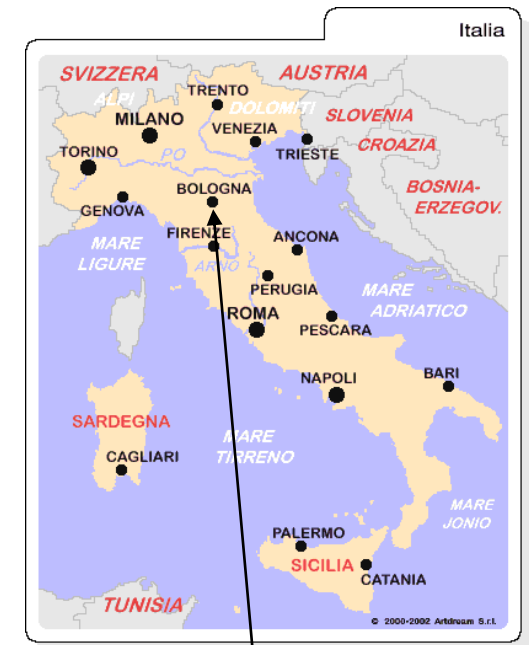 Italia
SVIZZERA
AUSTRIA
ALPI
TRENTO
DOLOMITI
MILANO
SLOVENIA
VENEZIA
TRIESTE
CROAZIA
TORINO
PO
BOLOGNA
BOSNIA-
ERZEGOV.
GENOVA
FIRENZE
ANCONA
MARE
LIGURE
ARNO
PERUGIA
MARE
ADRIATICO
ROMA
PESCARA
NAPOLI
BARI
SARDEGNA
MARE
TIRRENO
CAGLIARI
MARE
JONIO
PALERMO
SICILIA
CATANIA
TUNISIA
© 2000-2002 Artdream S.r.l.